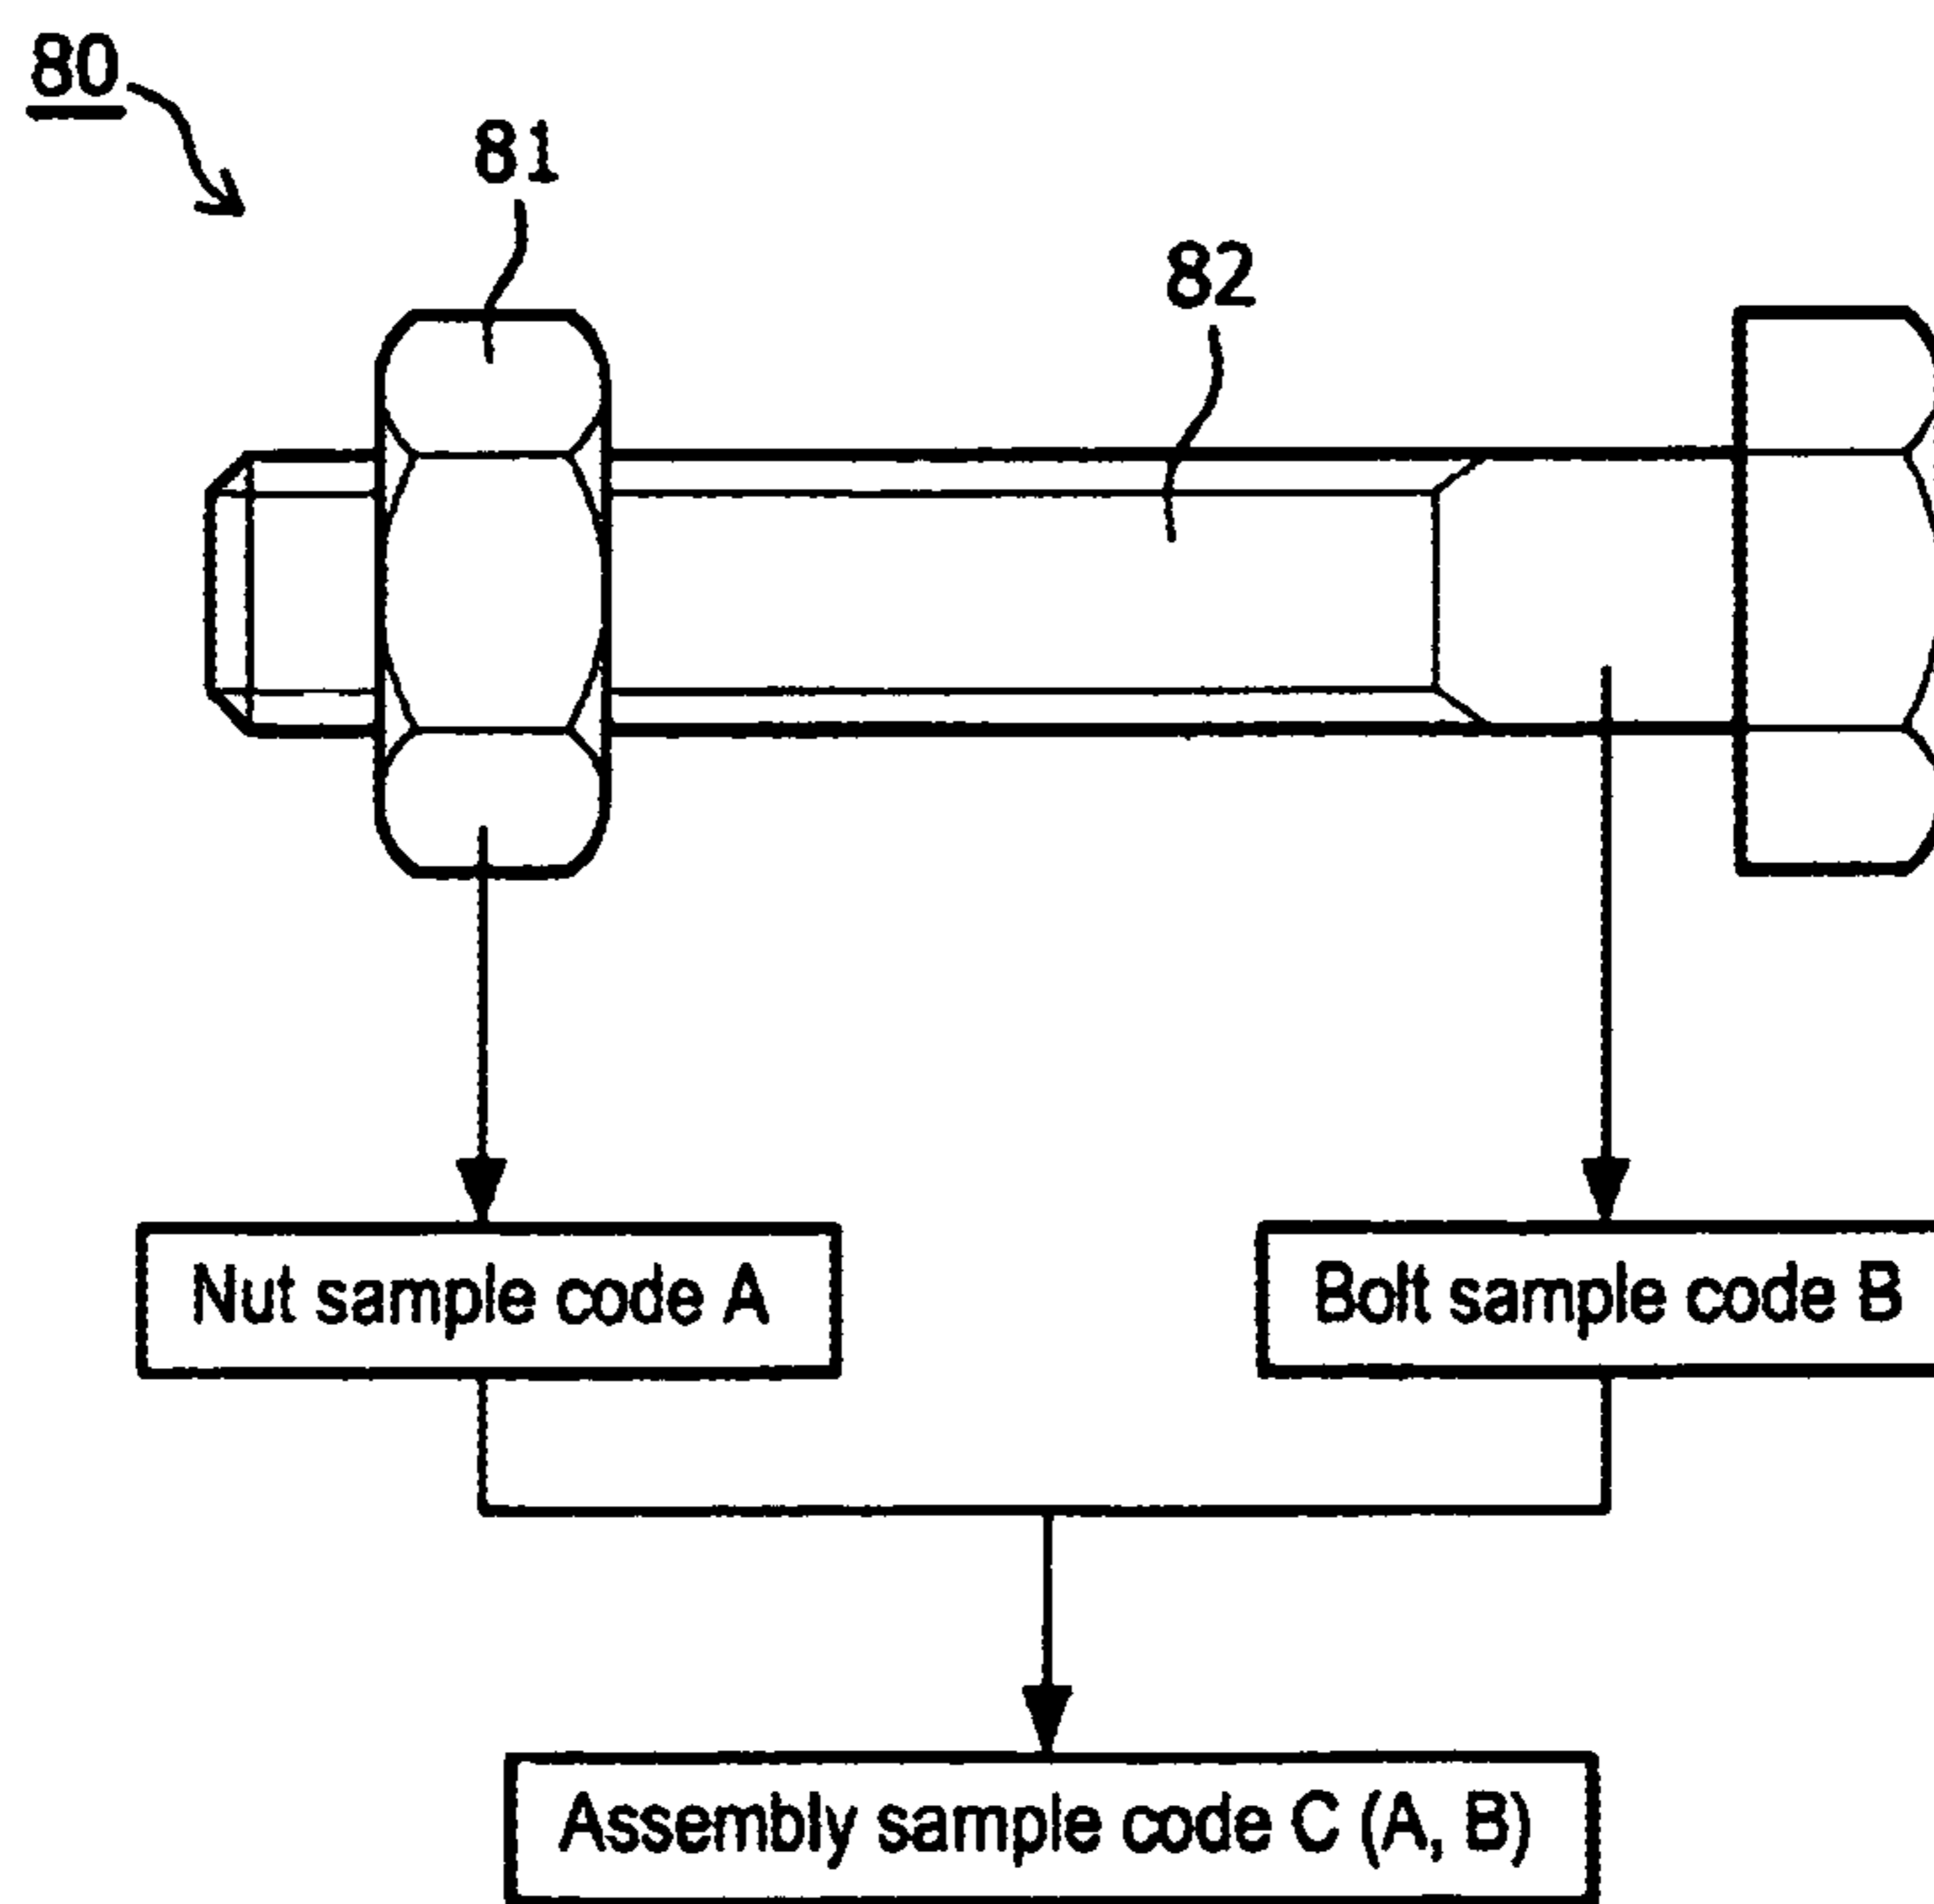 80
81
82
Nut sample code A
Bolt sample code B
Assembly sample code C (A, B)